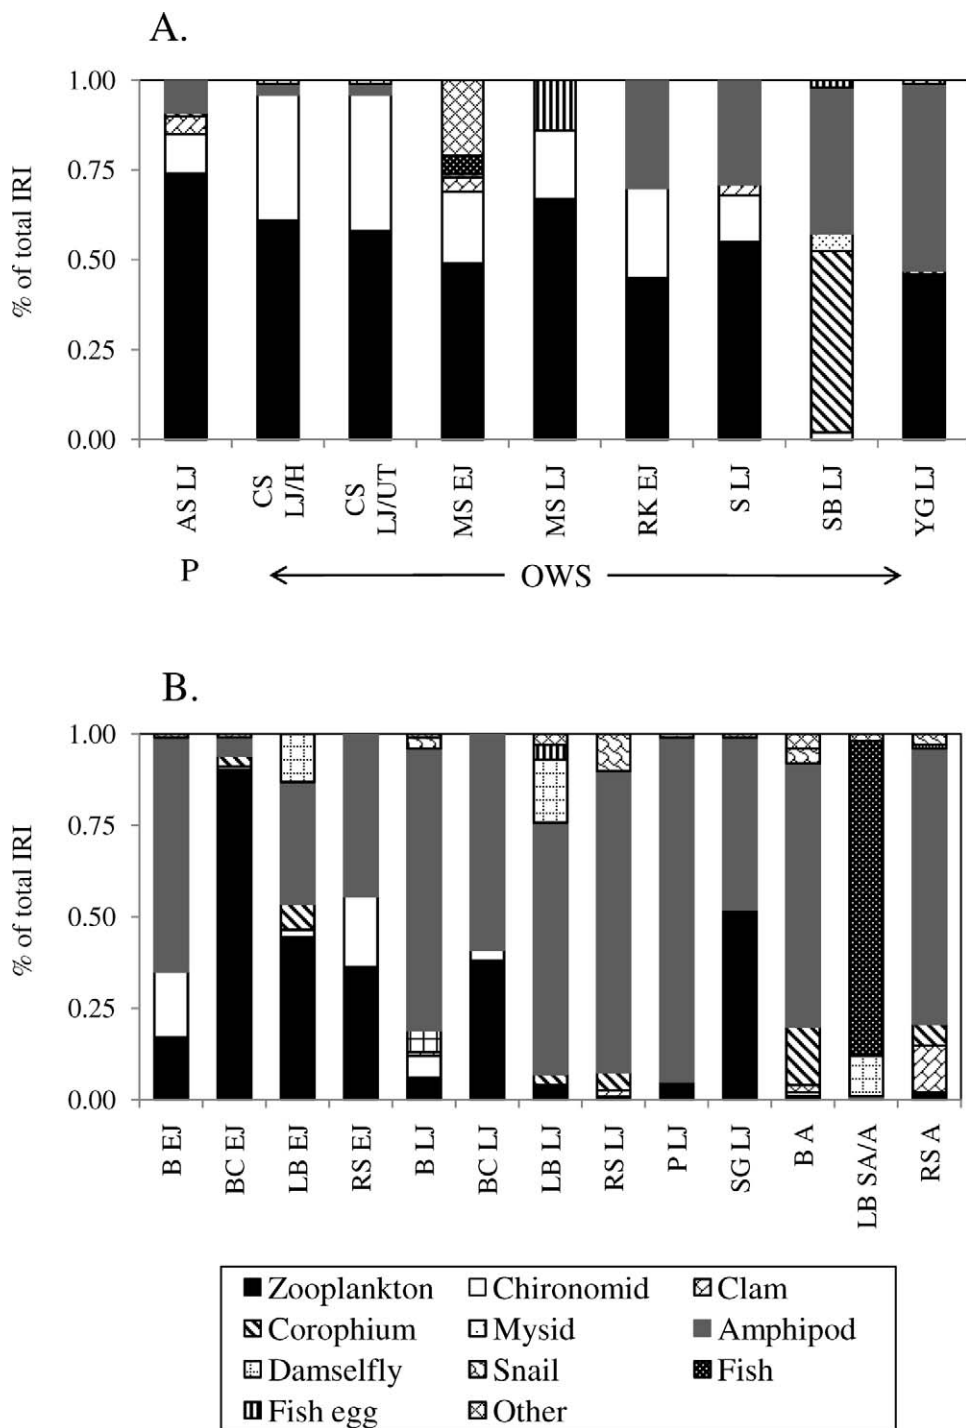 A.
% of total IRI
1.00
0.75
0.50
0.25
0.00
AS LJ
CS
LJ/H
CS
LJ/UT
MS EJ
MS LJ
RK EJ
S LJ
SB LJ
YG LJ
P
OWS
B.
% of total IRI
1.00
0.75
0.50
0.25
0.00
B EJ
BC EJ
LB EJ
RS EJ
B LJ
BC LJ
LB LJ
RS LJ
P LJ
SG LJ
B A
LB SA/A
RS A
Zooplankton Chironomid Clam
Corophium Mysid Amphipod
Damselfly Snail Fish
Fish egg Other